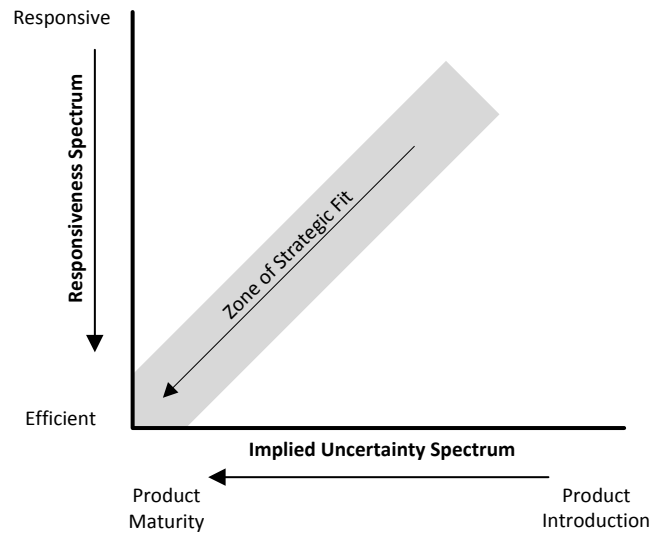 Responsive
Responsiveness Spectrum
Zone of Strategic Fit
Efficient
Implied Uncertainty Spectrum
Product
Maturity
Product
Introduction